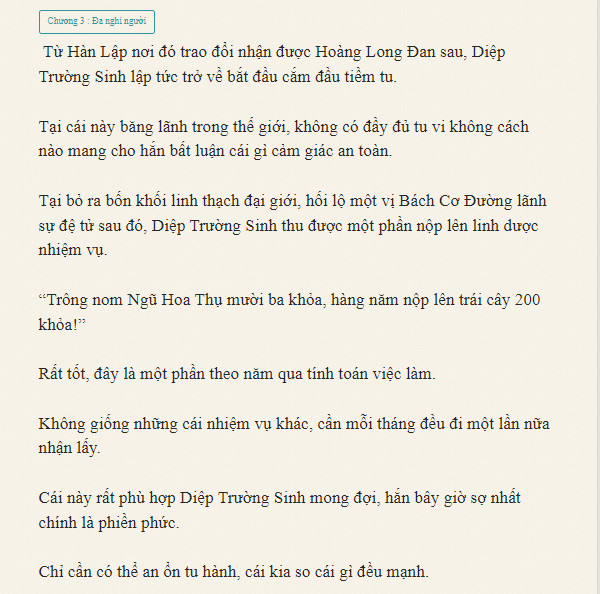 Chương 3 : Đa nghi người
Từ Hàn Lập nơi đó trao đổi nhận được Hoàng Long Đan sau, Diệp
Trường Sinh lập tức trở về bắt đầu cắm đầu tiềm tu.
Tại cái này băng lãnh trong thế giới, không có đầy đủ tu vi không cách
nào mang cho hắn bất luận cái gì cảm giác an toàn.
Tại bỏ ra bốn khối linh thạch đại giới, hối lộ một vị Bách Cơ Đường lãnh
sự đệ tử sau đó, Diệp Trường Sinh thu được một phần nộp lên linh dược
nhiệm vụ.
“Trông nom Ngũ Hoa Thụ mười ba khỏa, hàng năm nộp lên trái cây 200
khỏa!”
Rất tốt, đây là một phần theo năm qua tính toán việc làm.
Không giống những cái nhiệm vụ khác, cần mỗi tháng đều đi một lần nữa
nhận lấy.
Cái này rất phù hợp Diệp Trường Sinh mong đợi, hắn bây giờ sợ nhất
chính là phiền phức.
Chỉ cần có thể an ổn tu hành, cái kia so cái gì đều mạnh.